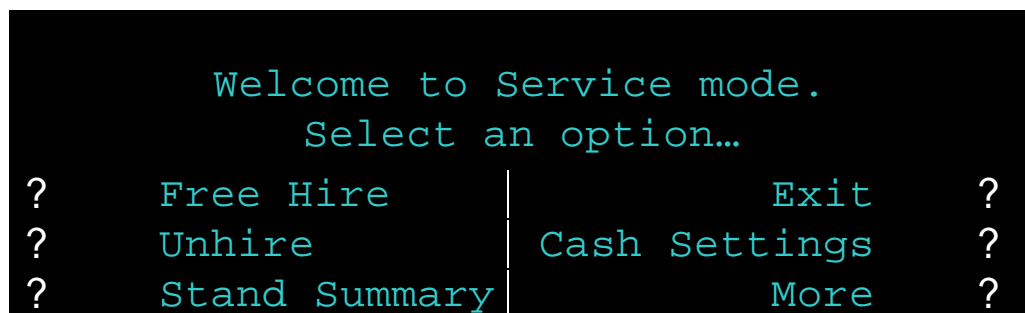 Welcome to Service mode.
Select an option…
? Free Hire Exit ?
? Unhire Cash Settings ?
? Stand Summary More ?